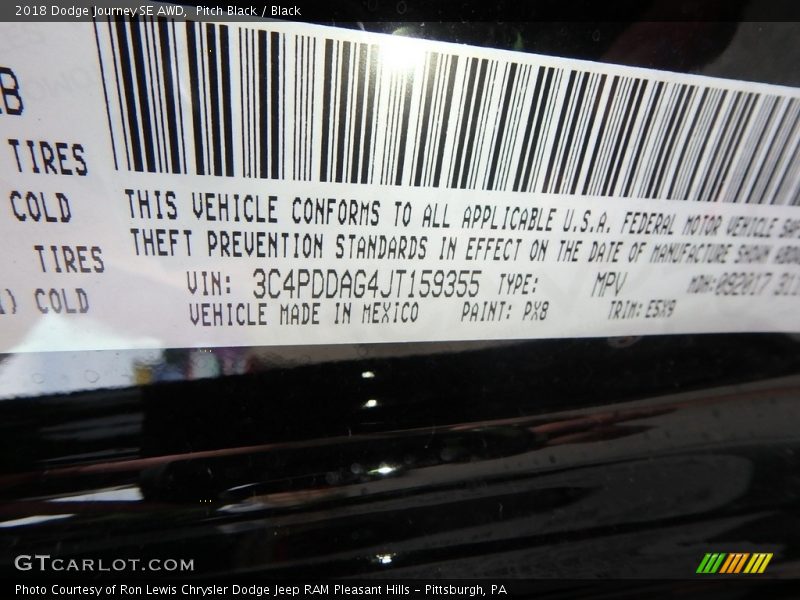 2018 Dodge Journey SE AWD, Pitch Black / Black
TIRES
COLD
TIRES
COLD
THIS VEHICLE CONFORMS TO ALL APPLICABLE U.S.A. FEDERAL MOTOR VEHICLE
THEFT PREVENTION STANDARDS IN EFFECT ON THE DATE OF MANUFACTURE SHOWN
VIN: 3C4PDDAG4JT159355 TYPE: MPV MDH: 092017
VEHICLE MADE IN MEXICO PAINT: PX8 TRIM: E5X9
GTCARLOT.COM
Photo Courtesy of Ron Lewis Chrysler Dodge Jeep RAM Pleasant Hills - Pittsburgh, PA